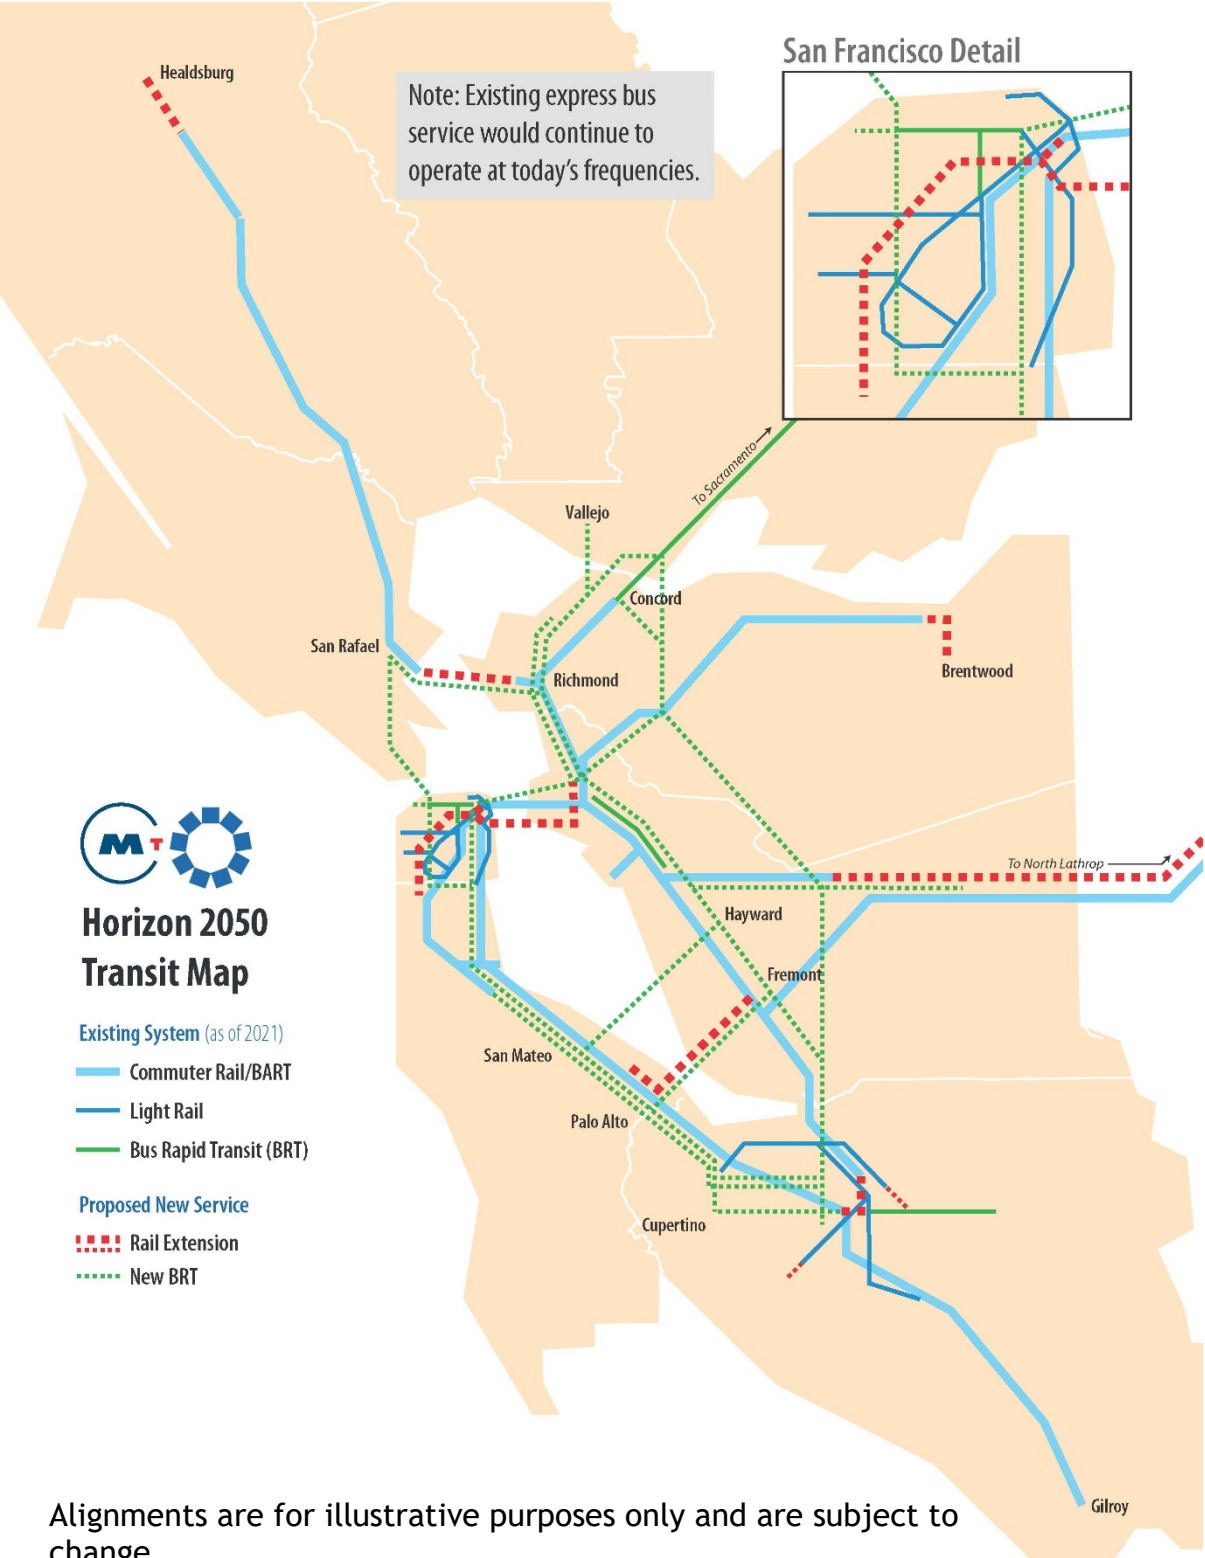 San Francisco Detail
Healdsburg
Note: Existing express bus
service would continue to
operate at today's frequencies.
To Sacramento
Vallejo
Concord
San Rafael
Richmond
Brentwood
M T
To North Lathrop
Horizon 2050
Transit Map
Hayward
Fremont
Existing System (as of 2021)
San Mateo
Commuter Rail/BART
Light Rail
Palo Alto
Bus Rapid Transit (BRT)
Proposed New Service
Cupertino
Rail Extension
New BRT
Gilroy
Alignments are for illustrative purposes only and are subject to
change